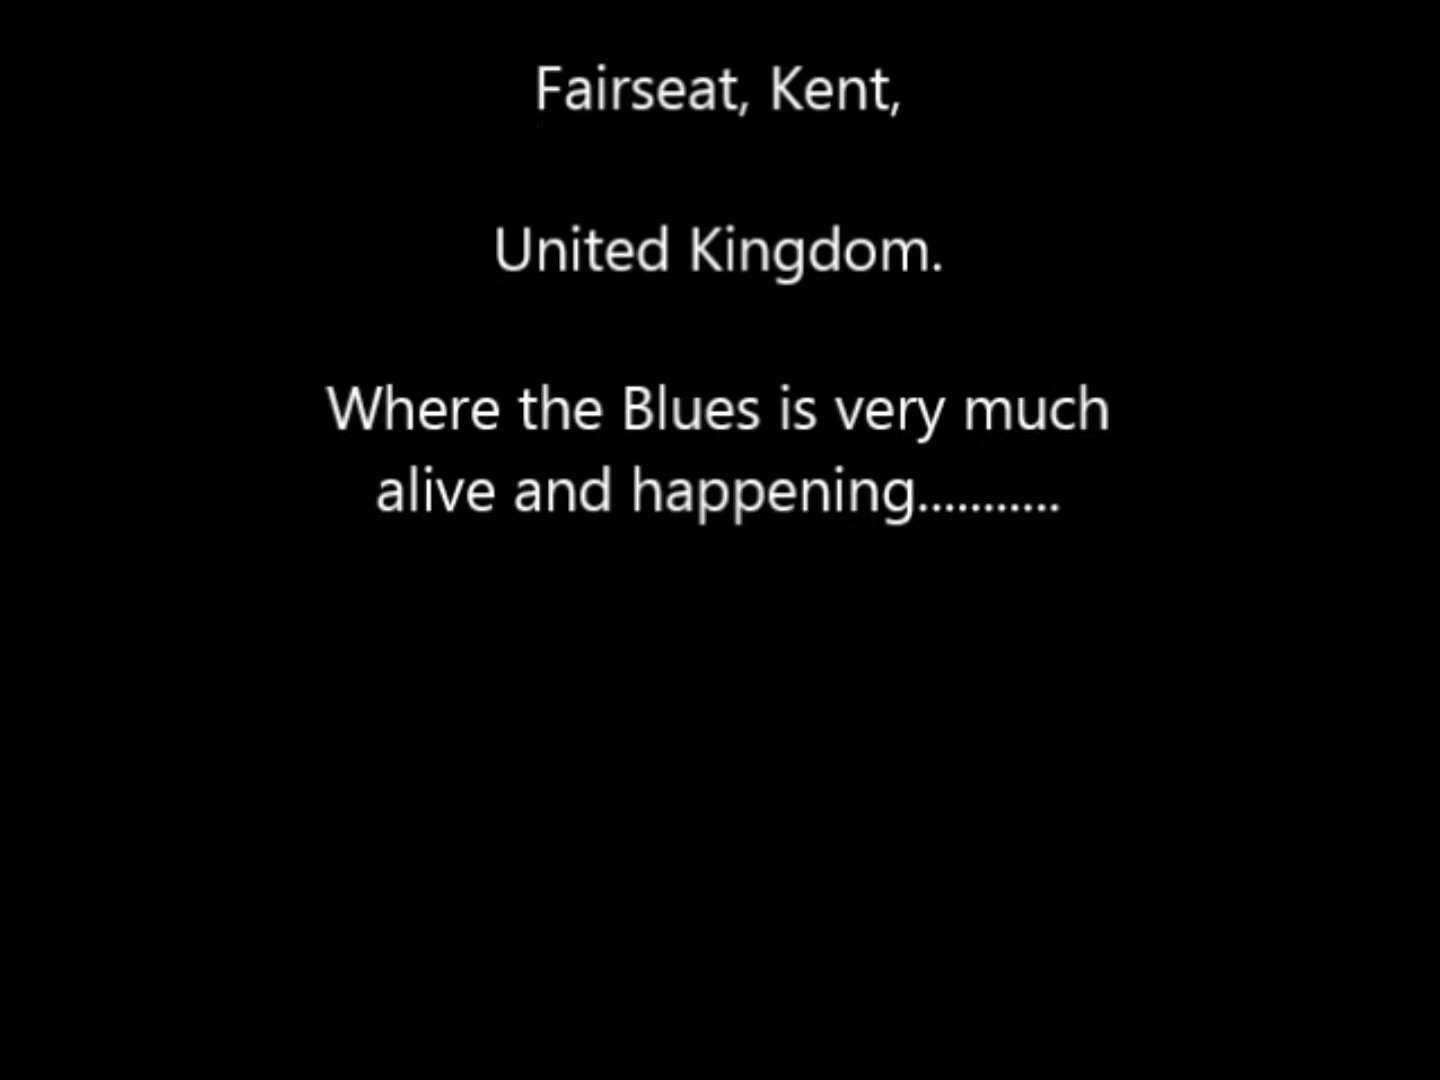 Fairseat, Kent,
United Kingdom.
Where the Blues is very much
alive and happening...........